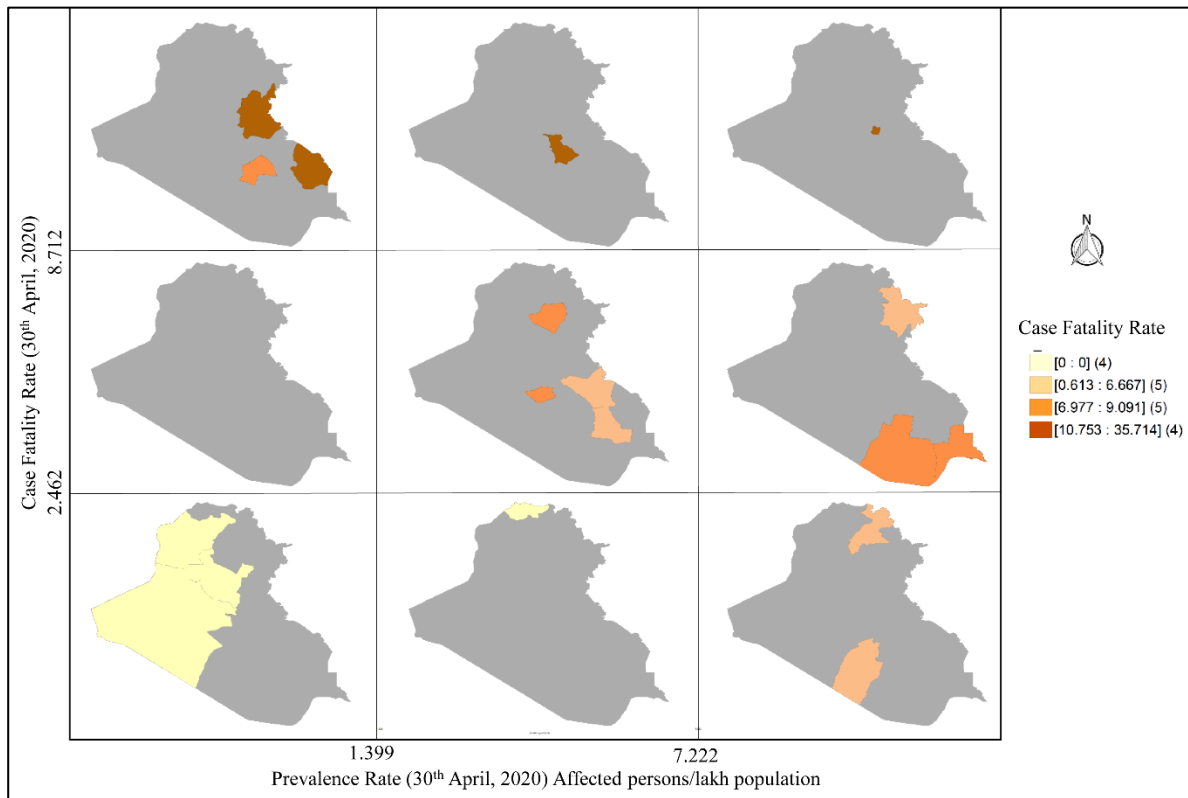 Case Fatality Rate (30th April, 2020)
8.712
2.462
1.399
7.222
Prevalence Rate (30th April, 2020) Affected persons/lakh population
N
Case Fatality Rate
[0 : 0] (4)
[0.613 : 6.667] (5)
[6.977 : 9.091] (5)
[10.753 : 35.714] (4)